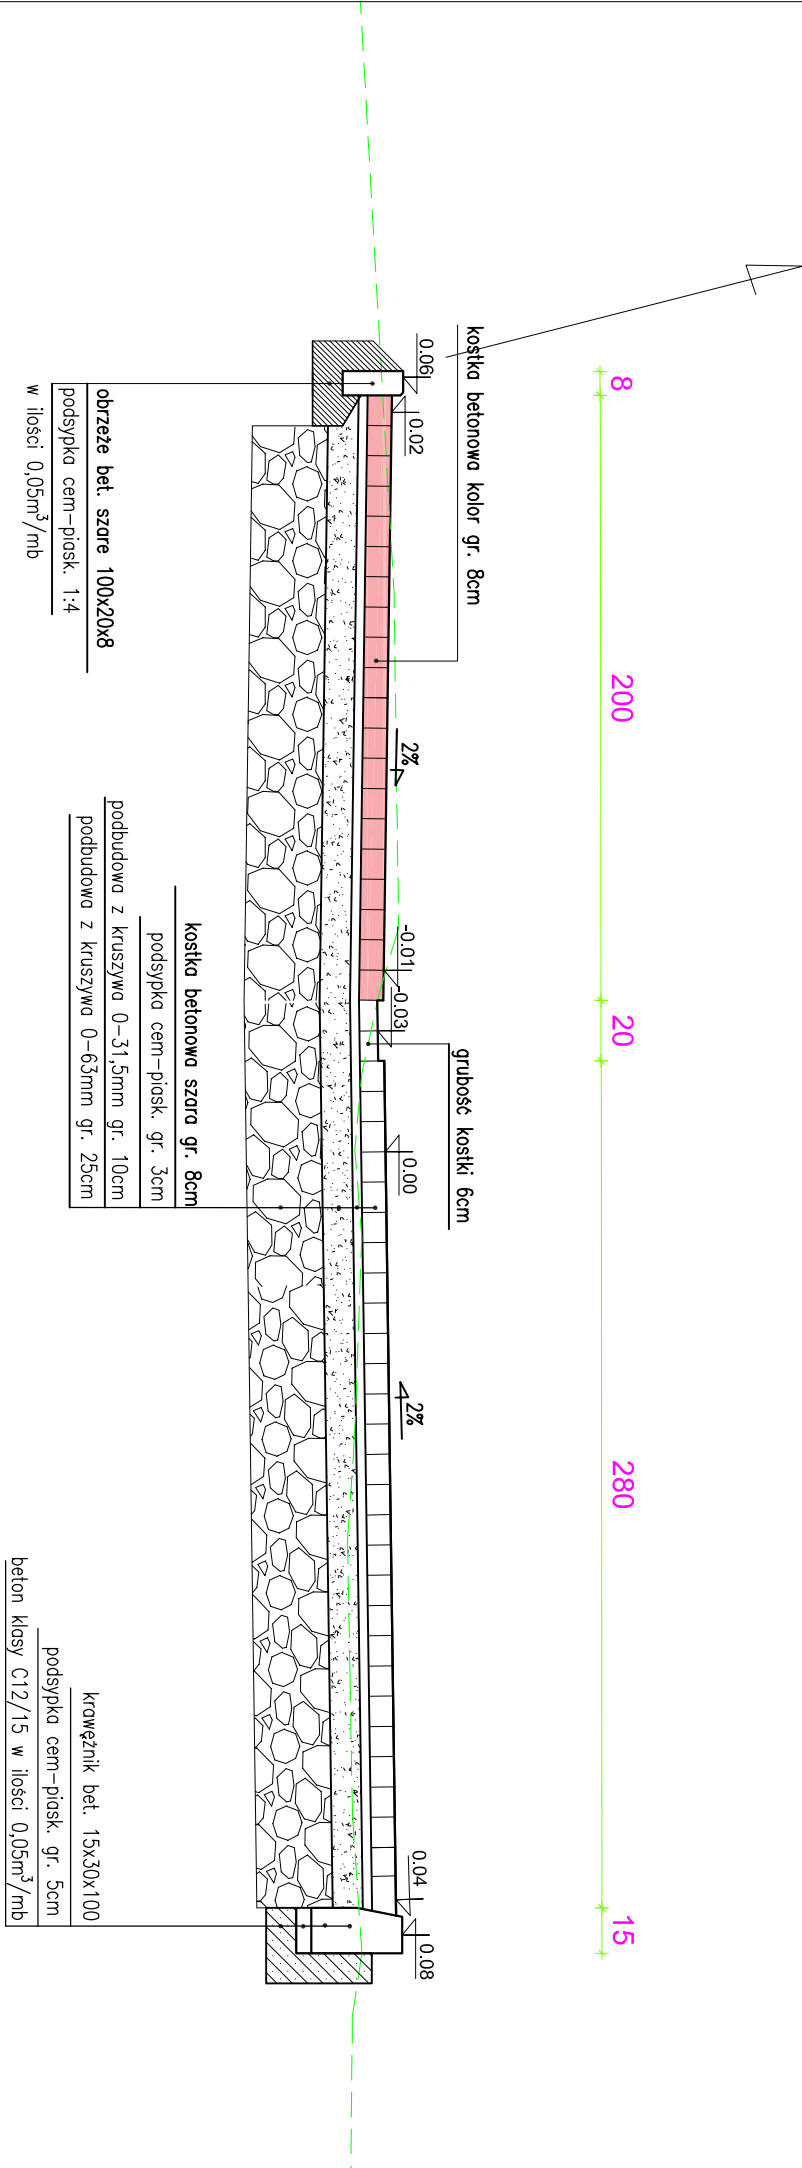 8
200
20
280
15
kostka betonowa kolor gr. 8cm
grubość kostki 6cm
0.06
0.02
2%
-0.01
-0.03
0.00
2%
0.04
0.08
obrzeże bet. szare 100x20x8
podsypka cem-piask. 1:4
w ilości 0,05m³/mb
kostka betonowa szara gr. 8cm
podsypka cem-piask. gr. 3cm
podbudowa z kruszywa 0-31,5mm gr. 10cm
podbudowa z kruszywa 0-63mm gr. 25cm
krawężnik bet. 15x30x100
podsypka cem-piask. gr. 5cm
beton klasy C12/15 w ilości 0,05m³/mb